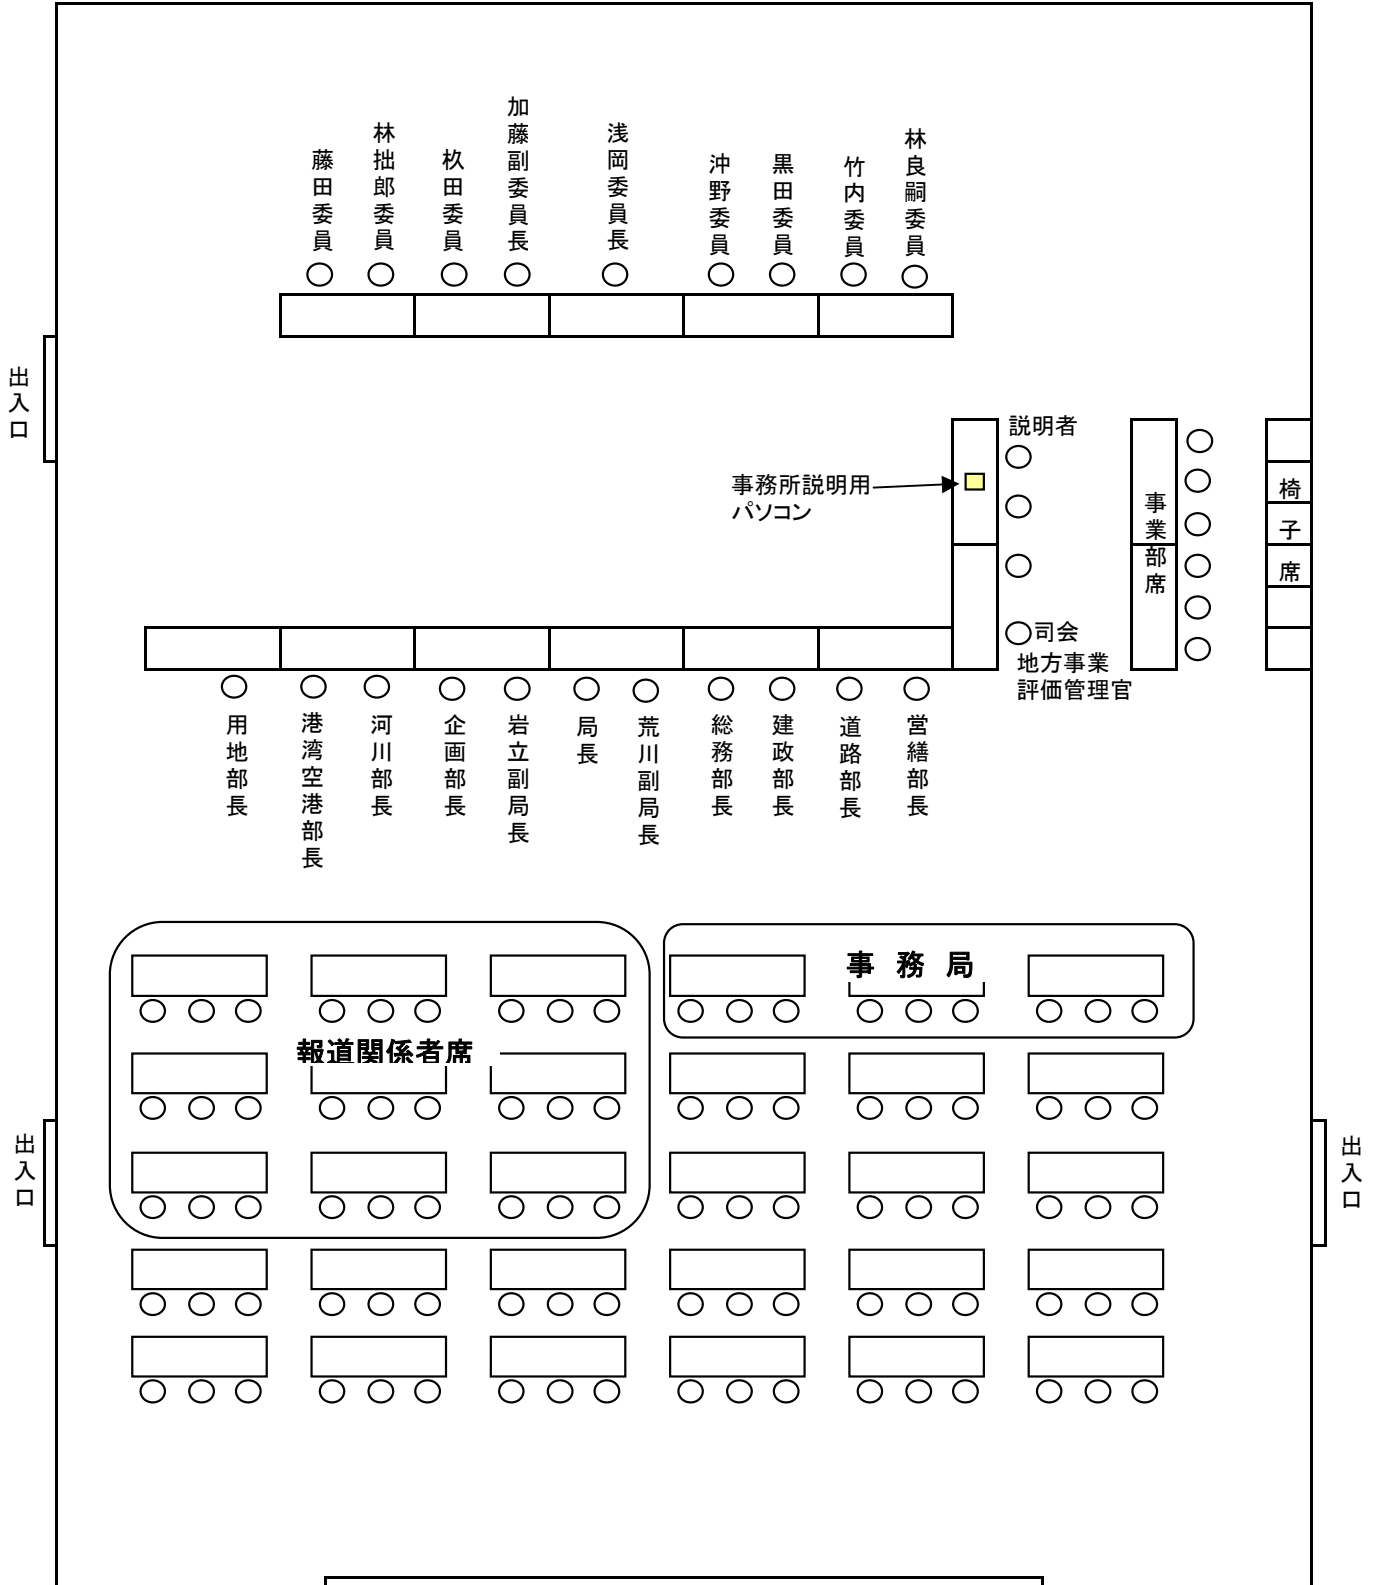 藤田委員
林拙郎委員
杁田委員
加藤副委員長
浅岡委員長
沖野委員
黒田委員
竹内委員
林良嗣委員
出入口
説明者
事務所説明用
パソコン
事業部席
椅子席
司会
地方事業
評価管理官
用地部長
港湾空港部長
河川部長
企画部長
岩立副局長
局長
荒川副局長
総務部長
建政部長
道路部長
営繕部長
事務局
報道関係者席
出入口
出入口